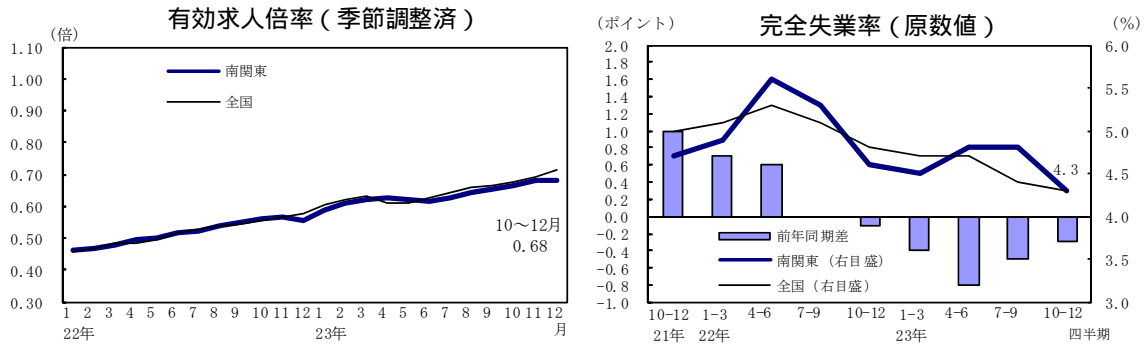 有効求人倍率（季節調整済）
（倍）
1.10
1.00
0.90
0.80
0.70
0.60
0.50
0.40
0.30
南関東
全国
10～12月
0.68
1 2 3 4 5 6 7 8 9 10 11 12 1 2 3 4 5 6 7 8 9 10 11 12
22年 23年 月
完全失業率（原数値）
（ポイント） （%）
2.0
1.8
1.6
1.4
1.2
1.0
0.8
0.6
0.4
0.2
0.0
-0.2
-0.4
-0.6
-0.8
-1.0
6.0
5.5
5.0
4.5
4.0
3.5
3.0
4.3
前年同期差
南関東（右目盛）
全国（右目盛）
10-12 1-3 4-6 7-9 10-12 1-3 4-6 7-9 10-12
21年 22年 23年 四半期